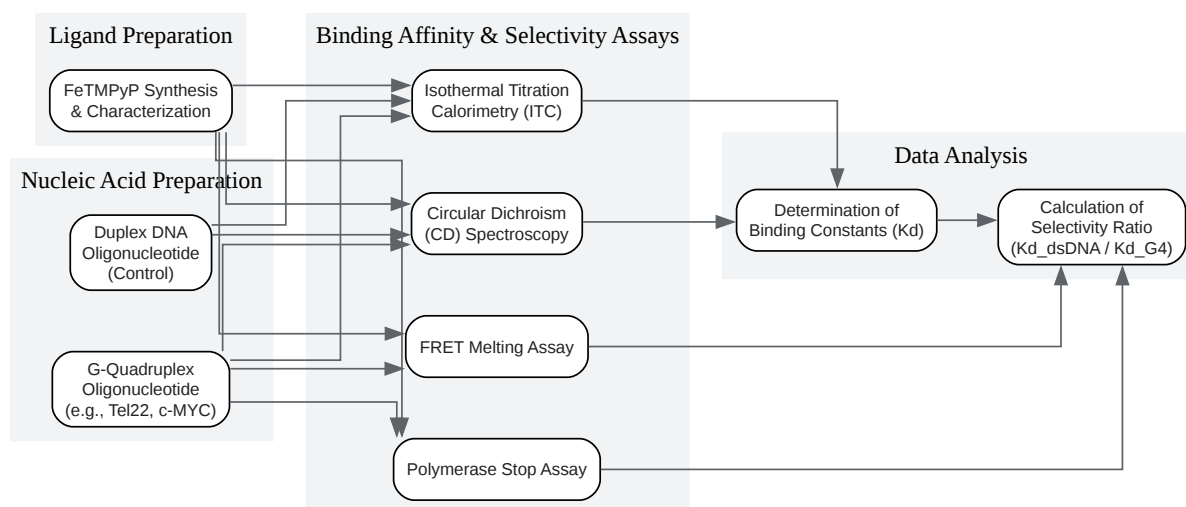 Ligand Preparation
FeTMPyP Synthesis
& Characterization
Nucleic Acid Preparation
Duplex DNA
Oligonucleotide
(Control)
G-Quadruplex
Oligonucleotide
(e.g., Tel22, c-MYC)
Binding Affinity & Selectivity Assays
Isothermal Titration
Calorimetry (ITC)
Circular Dichroism
(CD) Spectroscopy
FRET Melting Assay
Polymerase Stop Assay
Data Analysis
Determination of
Binding Constants (Kd)
Calculation of
Selectivity Ratio
(Kd_dsDNA / Kd_G4)